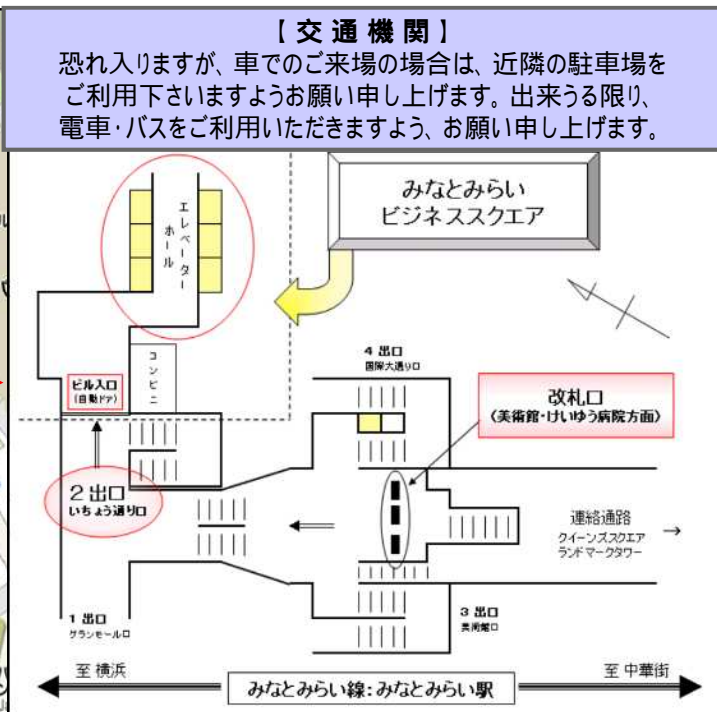 【交通機関】
恐れ入りますが、車でのご来場の場合は、近隣の駐車場を
ご利用下さいますようお願い申し上げます。出来うる限り、
電車・バスをご利用いただきますよう、お願い申し上げます。
みなとみらい
ビジネススクエア
エレベーター
ホール
コンビニ
ビル入口
(自動ドア)
4 出口
国際大通り口
改札口
(美術館・けいゆう病院方面)
2 出口
いちょう通り口
連絡通路
クイーンズスクエア
ランドマークタワー
→
1 出口
グランモール口
3 出口
美術館口
至 横浜
至 中華街
みなとみらい線:みなとみらい駅